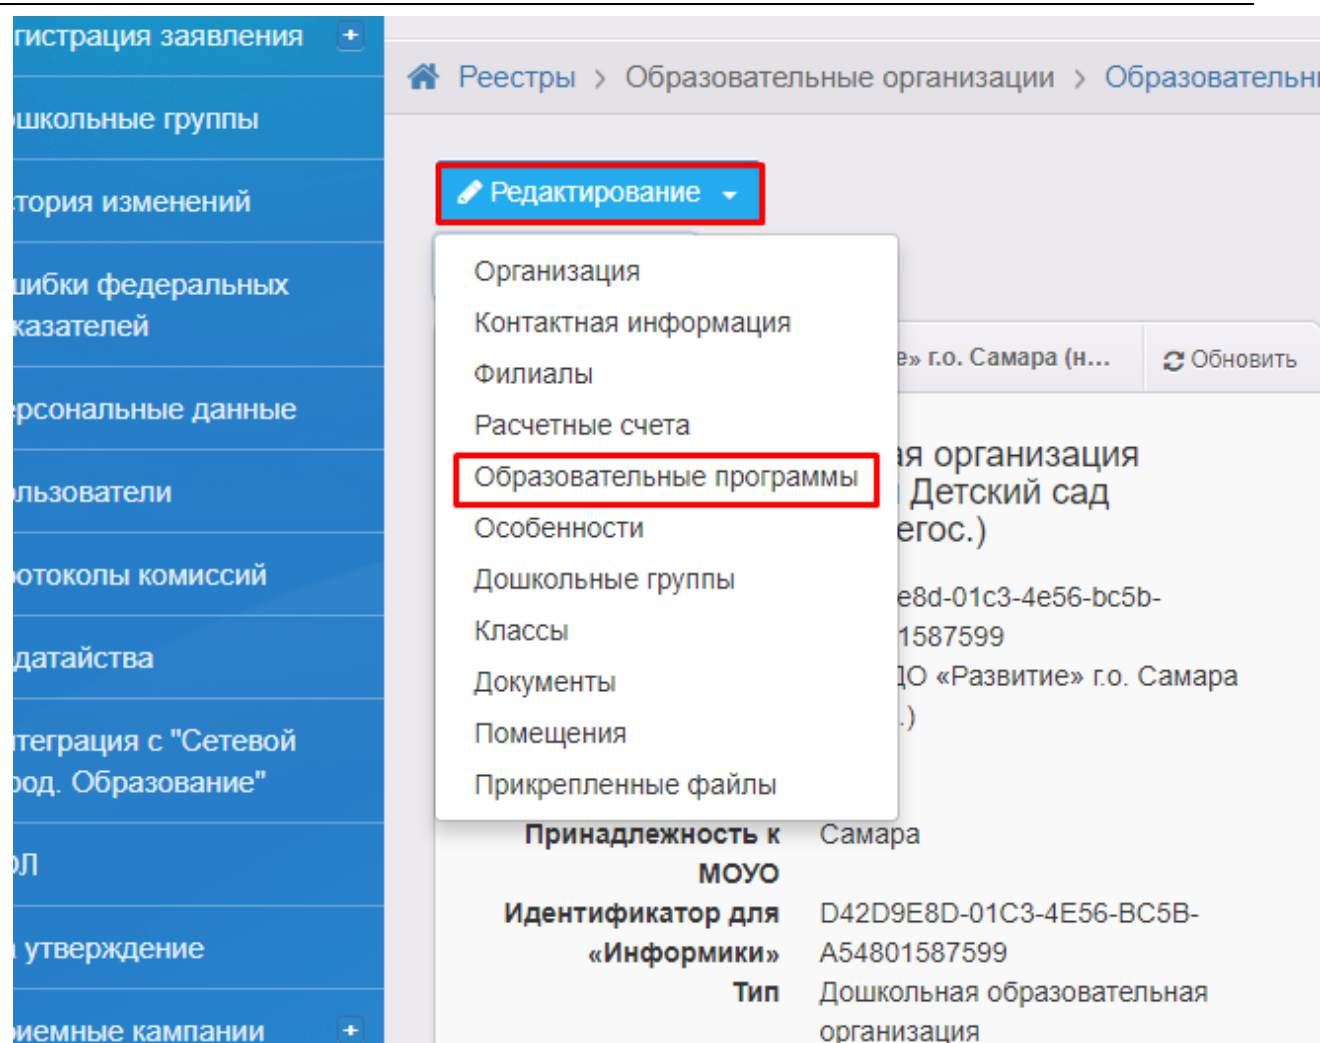 гистрация заявления
школьные группы
тория изменений
ибки федеральных
казателей
рсональные данные
льзователи
отоколы комиссий
датайства
теграция с "Сетевой
род. Образование"
Л
утверждение
иемные кампании
Реестры > Образовательные организации > Образовательн
Редактирование
Организация
Контактная информация
Филиалы
Расчетные счета
Образовательные программы
Особенности
Дошкольные группы
Классы
Документы
Помещения
Прикрепленные файлы
е» г.о. Самара (н...
Обновить
ая организация
Детский сад
егос.)
e8d-01c3-4e56-bc5b-
1587599
ДО «Развитие» г.о. Самара
.)
Принадлежность к МОУО
Самара
Идентификатор для «Информики»
D42D9E8D-01C3-4E56-BC5B-
A54801587599
Тип
Дошкольная образовательная
организация